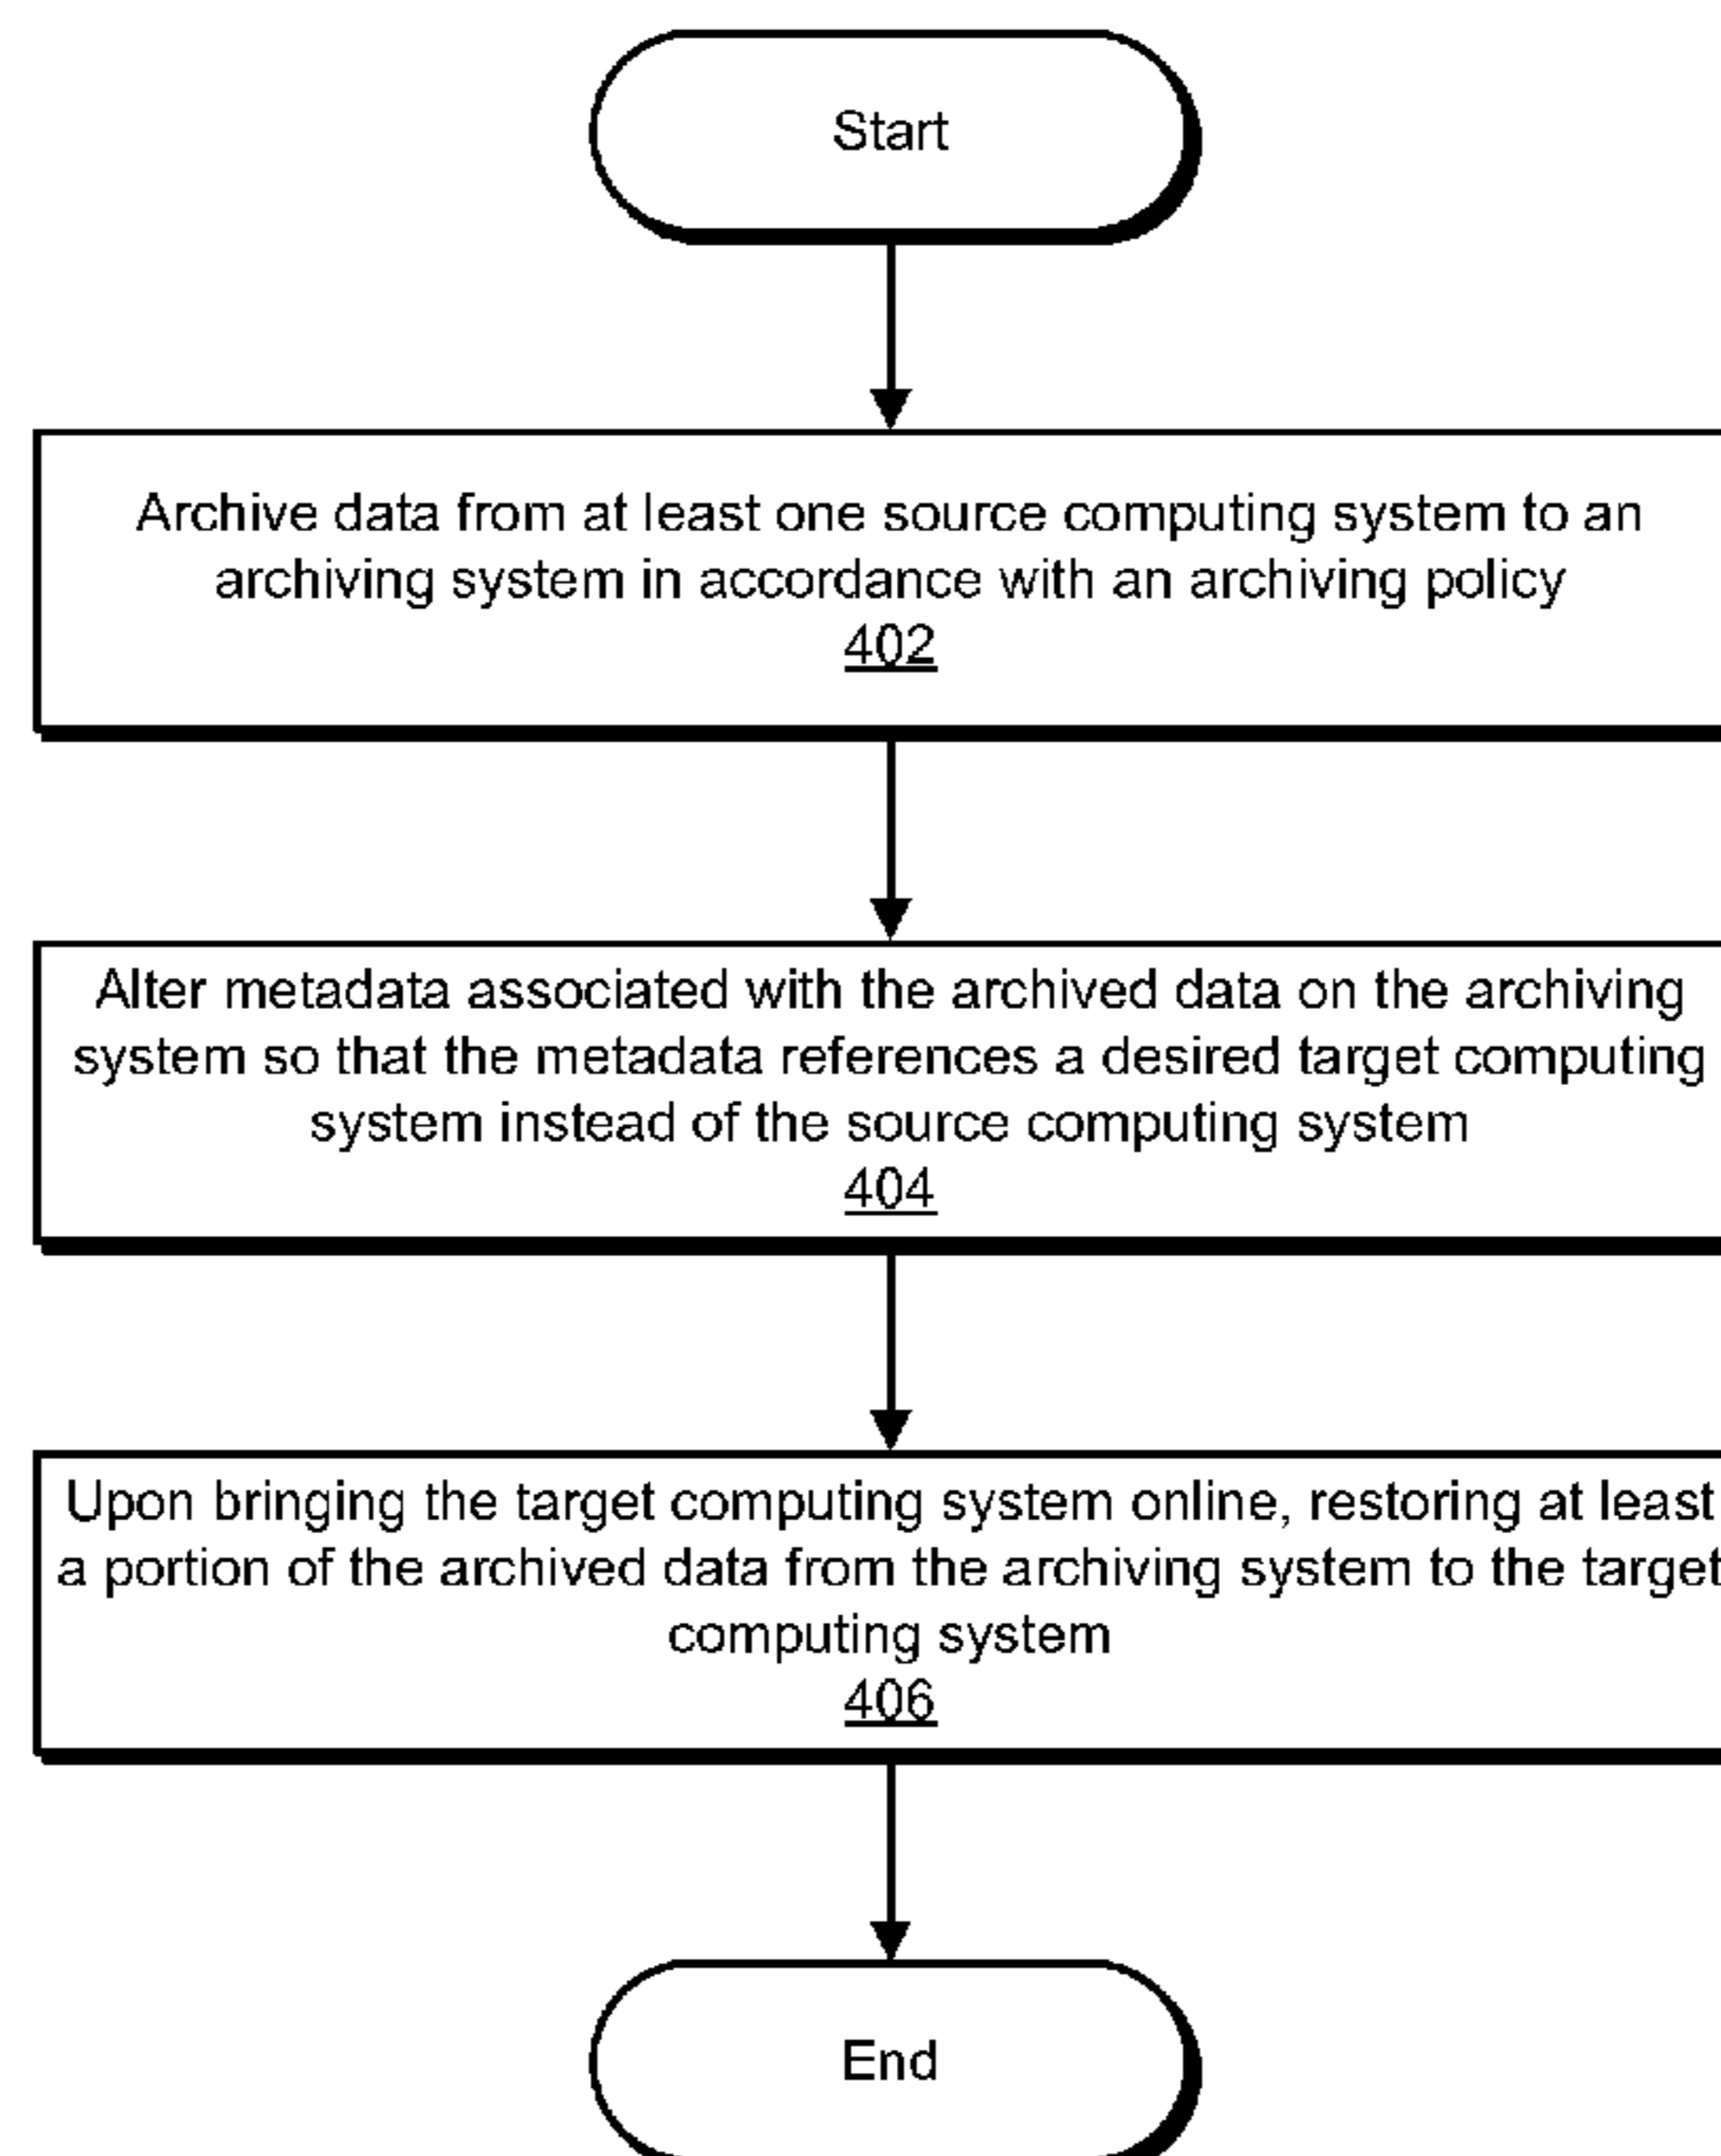 Start
Archive data from at least one source computing system to an
archiving system in accordance with an archiving policy
402
Alter metadata associated with the archived data on the archiving
system so that the metadata references a desired target computing
system instead of the source computing system
404
Upon bringing the target computing system online, restoring at least
a portion of the archived data from the archiving system to the target
computing system
406
End